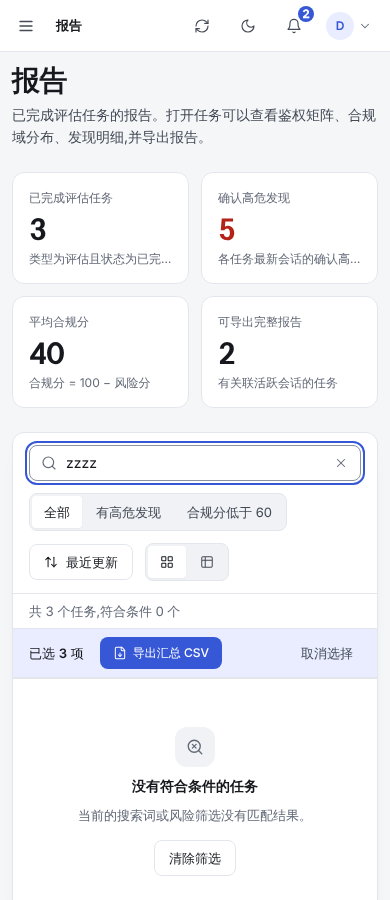 报告
2
D
报告
已完成评估任务的报告。打开任务可以查看鉴权矩阵、合规
域分布、发现明细,并导出报告。
已完成评估任务
3
类型为评估且状态为已完…
确认高危发现
5
各任务最新会话的确认高…
平均合规分
40
合规分 = 100 − 风险分
可导出完整报告
2
有关联活跃会话的任务
zzzz
全部 有高危发现 合规分低于 60
最近更新
共 3 个任务,符合条件 0 个
已选 3 项 导出汇总 CSV 取消选择
没有符合条件的任务
当前的搜索词或风险筛选没有匹配结果。
清除筛选